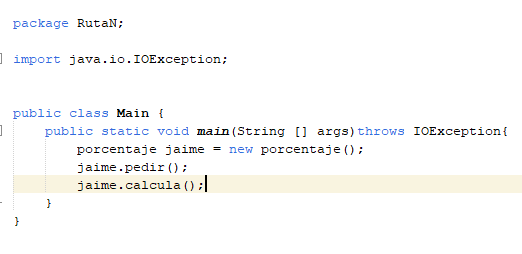 package RutaN;
import java.io.IOException;
public class Main {
public static void main(String [] args)throws IOException{
porcentaje jaime = new porcentaje();
jaime.pedir();
jaime.calcula();
}
}